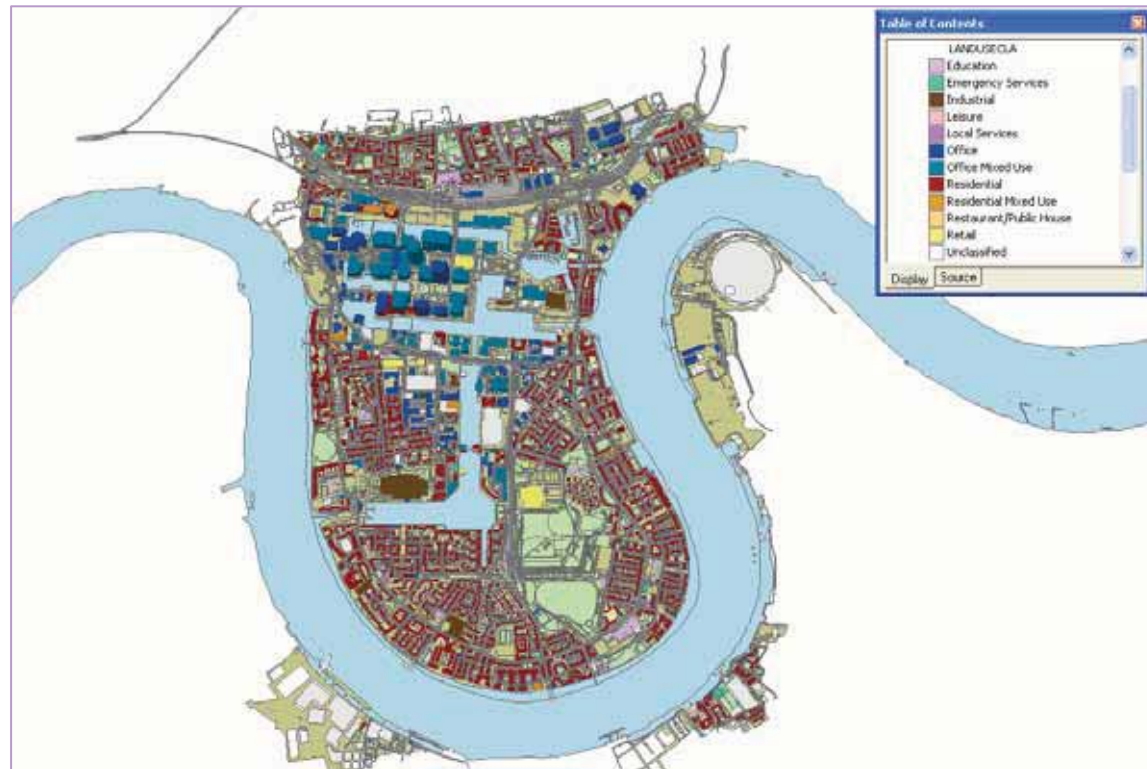 Table of Contents
LANDUSECLA
Education
Emergency Services
Industrial
Leisure
Local Services
Office
Office Mixed Use
Residential
Residential Mixed Use
Restaurant/Public House
Retail
Unclassified
Display Source